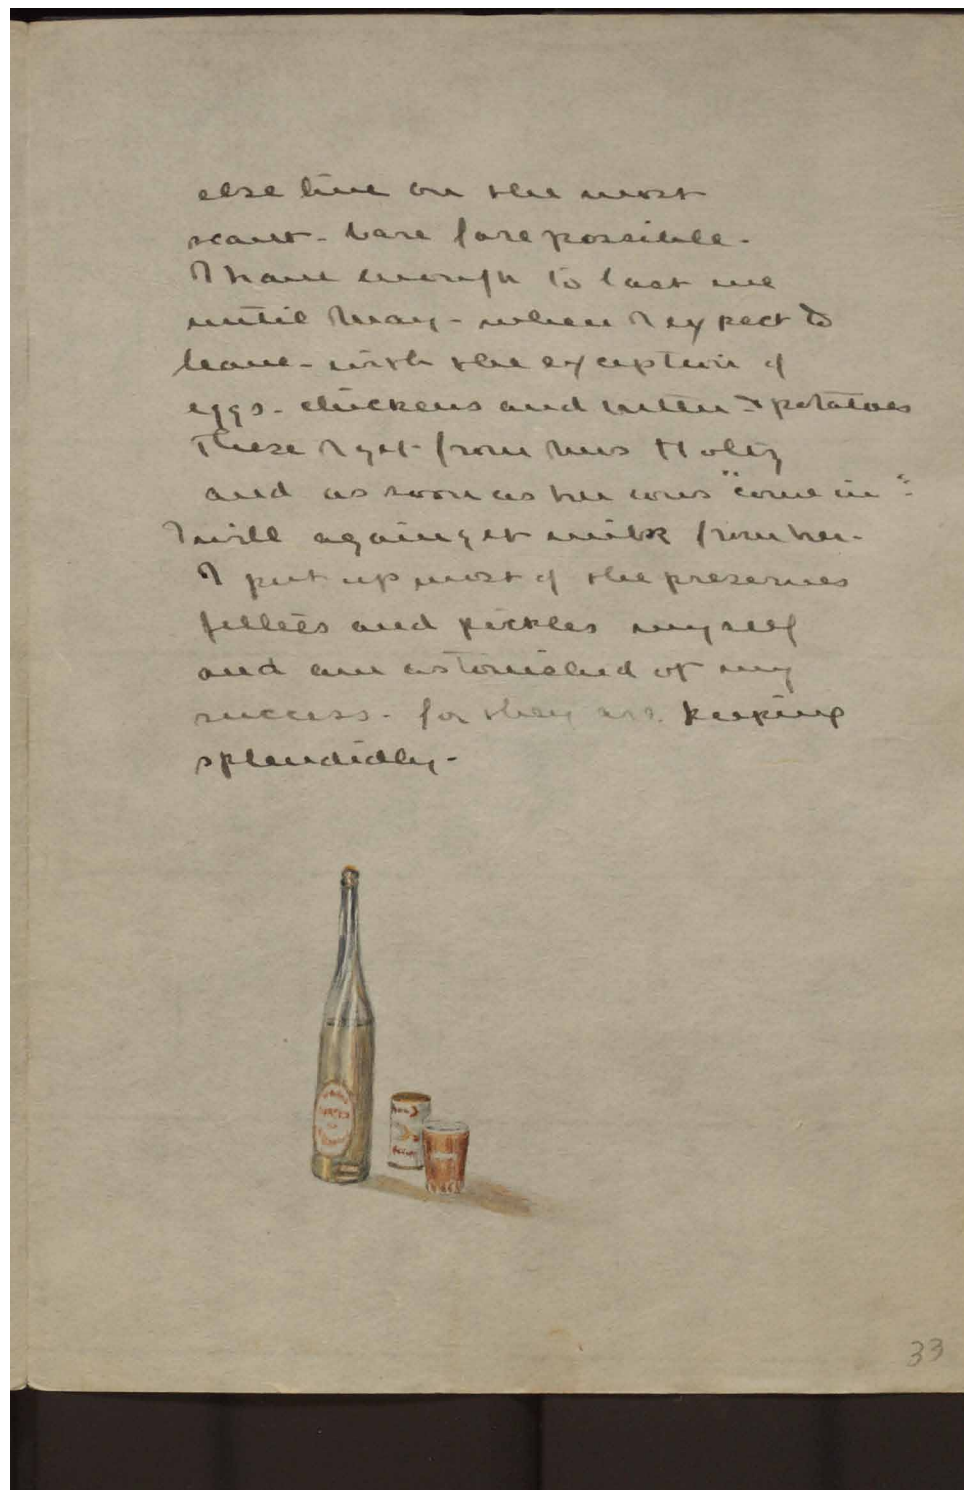 else live on the most
scant - bare fare possible -
I have enough to last me
until May - when I expect to
leave - with the exception of
eggs - chickens and butter & potatoes
These I get from Mrs Holtz
and as soon as her cows "come in" -
I will again get milk from her -
I put up most of the preserves
jellies and pickles myself
and am astonished at my
success - for they are keeping
splendidly -
33